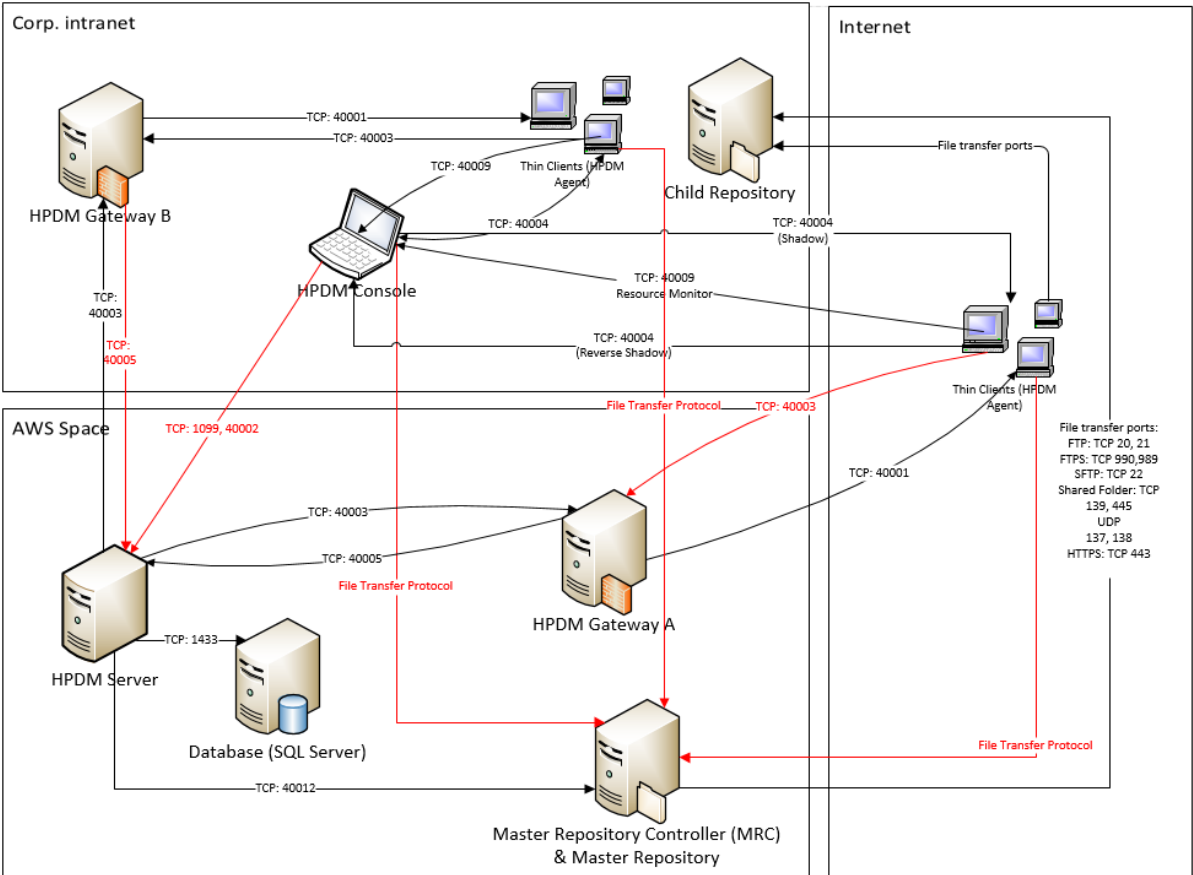 Corp. intranet
Internet
TCP: 40001
TCP: 40003
File transfer ports
TCP: 40009
Thin Clients (HPDM
Agent)
Child Repository
HPDM Gateway B
TCP: 40004
TCP: 40004
(Shadow)
TCP: 40009
Resource Monitor
HPDM Console
TCP:
40003
TCP:
40005
TCP: 40004
(Reverse Shadow)
Thin Clients (HPDM
Agent)
File Transfer Protocol
TCP: 40003
AWS Space
TCP: 1099, 40002
File transfer ports:
FTP: TCP 20, 21
FTPS: TCP 990,989
SFTP: TCP 22
Shared Folder: TCP
139, 445
UDP
137, 138
HTTPS: TCP 443
TCP: 40001
TCP: 40003
TCP: 40005
File Transfer Protocol
HPDM Gateway A
TCP: 1433
HPDM Server
Database (SQL Server)
File Transfer Protocol
TCP: 40012
Master Repository Controller (MRC)
& Master Repository